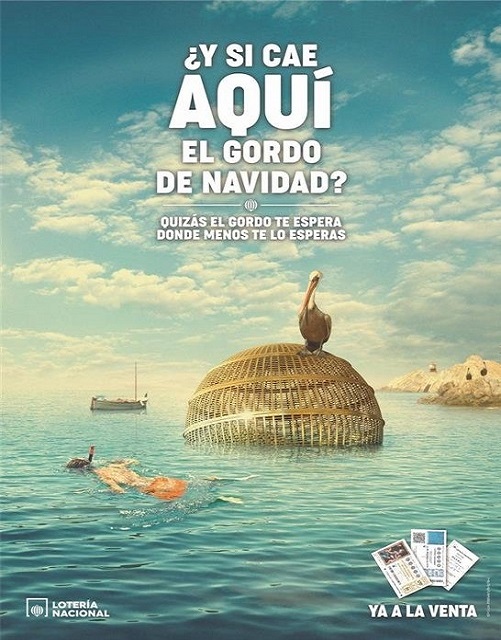 ¿Y SI CAE
AQUÍ
EL GORDO
DE NAVIDAD?
QUIZÁS EL GORDO TE ESPERA
DONDE MENOS TE LO ESPERAS
LOTERÍA
NACIONAL
YA A LA VENTA